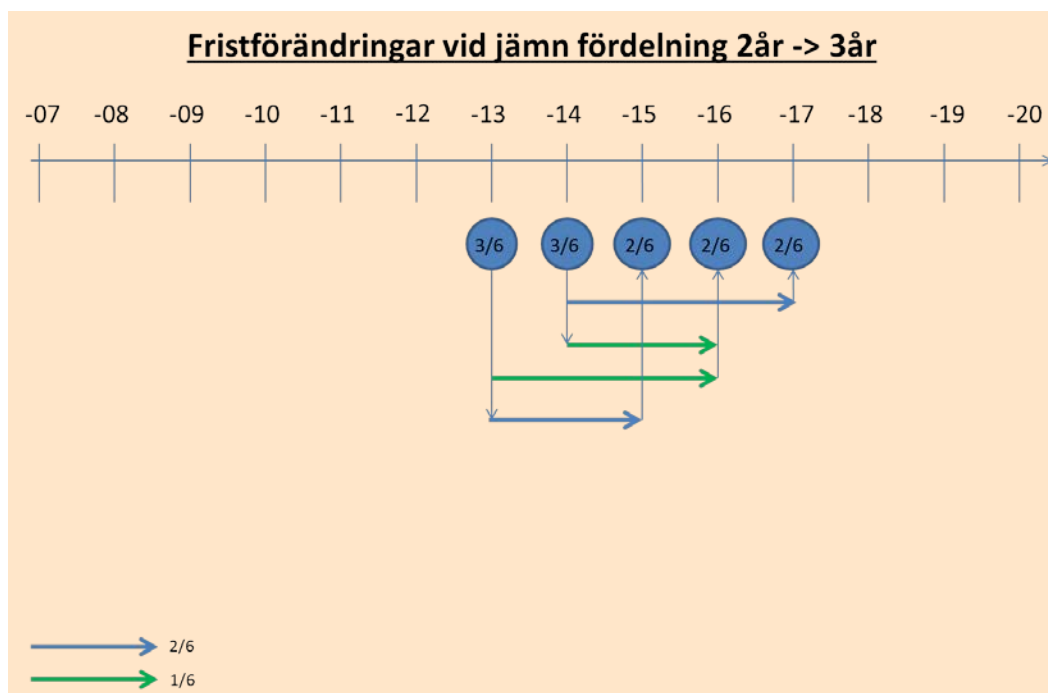 Fristförändringar vid jämn fördelning 2år -> 3år
-07 -08 -09 -10 -11 -12 -13 -14 -15 -16 -17 -18 -19 -20
3/6 3/6 2/6 2/6 2/6
2/6
1/6